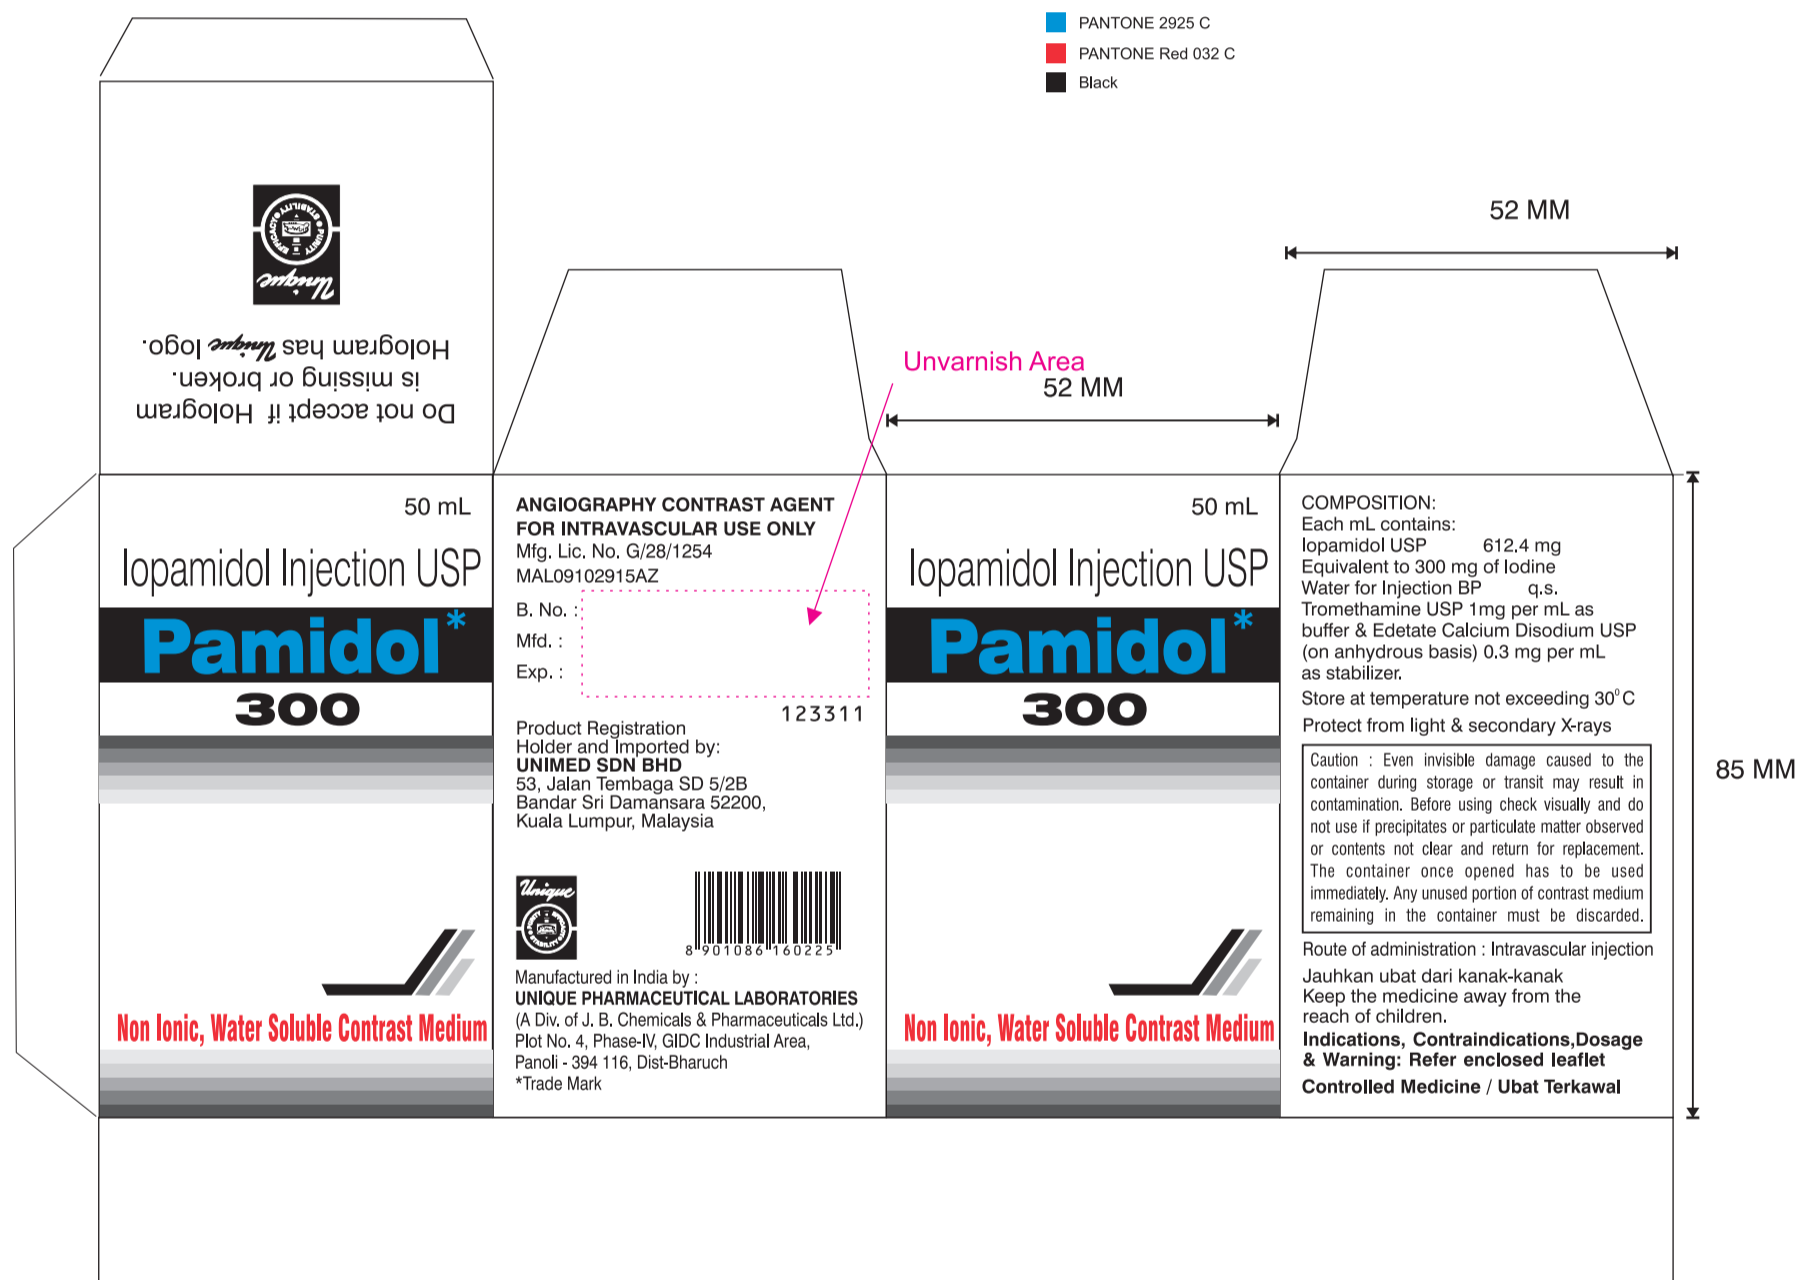 PANTONE 2925 C
PANTONE Red 032 C
Black
52 MM
Unvarnish Area
52 MM
85 MM
Do not accept if Hologram
is missing or broken.
Hologram has Unique logo.
Unique
PURITY EFFICACY STABILITY
50 mL
Iopamidol Injection USP
Pamidol*
300
Non Ionic, Water Soluble Contrast Medium
ANGIOGRAPHY CONTRAST AGENT
FOR INTRAVASCULAR USE ONLY
Mfg. Lic. No. G/28/1254
MAL09102915AZ
B. No. :
Mfd. :
Exp. :
123311
Product Registration
Holder and Imported by:
UNIMED SDN BHD
53, Jalan Tembaga SD 5/2B
Bandar Sri Damansara 52200,
Kuala Lumpur, Malaysia
Unique
PURITY EFFICACY STABILITY
8 901086 160225
Manufactured in India by :
UNIQUE PHARMACEUTICAL LABORATORIES
(A Div. of J. B. Chemicals & Pharmaceuticals Ltd.)
Plot No. 4, Phase-IV, GIDC Industrial Area,
Panoli - 394 116, Dist-Bharuch
*Trade Mark
50 mL
Iopamidol Injection USP
Pamidol*
300
Non Ionic, Water Soluble Contrast Medium
COMPOSITION:
Each mL contains:
Iopamidol USP 612.4 mg
Equivalent to 300 mg of Iodine
Water for Injection BP q.s.
Tromethamine USP 1mg per mL as
buffer & Edetate Calcium Disodium USP
(on anhydrous basis) 0.3 mg per mL
as stabilizer.
Store at temperature not exceeding 30⁰ C
Protect from light & secondary X-rays
Caution : Even invisible damage caused to the
container during storage or transit may result in
contamination. Before using check visually and do
not use if precipitates or particulate matter observed
or contents not clear and return for replacement.
The container once opened has to be used
immediately. Any unused portion of contrast medium
remaining in the container must be discarded.
Route of administration : Intravascular injection
Jauhkan ubat dari kanak-kanak
Keep the medicine away from the
reach of children.
Indications, Contraindications,Dosage
& Warning: Refer enclosed leaflet
Controlled Medicine / Ubat Terkawal